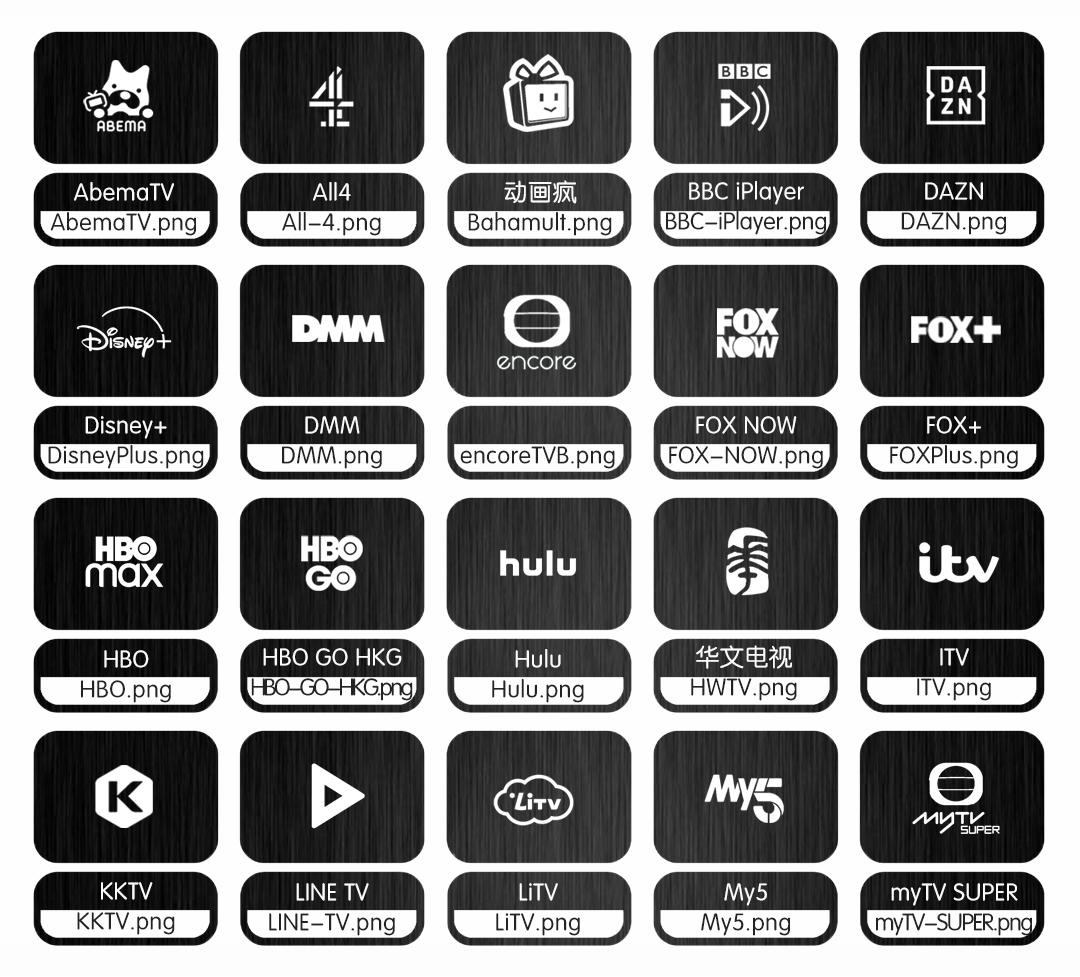 ABEMA
4
BBC
DA
ZN
AbemaTV
All4
动画疯
BBC iPlayer
DAZN
AbemaTV.png
All-4.png
Bahamult.png
BBC-iPlayer.png
DAZN.png
Disney+
DMM
encore
FOX
NOW
FOX+
Disney+
DMM
FOX NOW
FOX+
DisneyPlus.png
DMM.png
encoreTVB.png
FOX-NOW.png
FOXPlus.png
HBO
max
HBO
GO
hulu
itv
HBO
HBO GO HKG
Hulu
华文电视
ITV
HBO.png
HBO-GO-HKG.png
Hulu.png
HWTV.png
ITV.png
K
LiTV
My5
myTV
SUPER
KKTV
LINE TV
LiTV
My5
myTV SUPER
KKTV.png
LINE-TV.png
LiTV.png
My5.png
myTV-SUPER.png